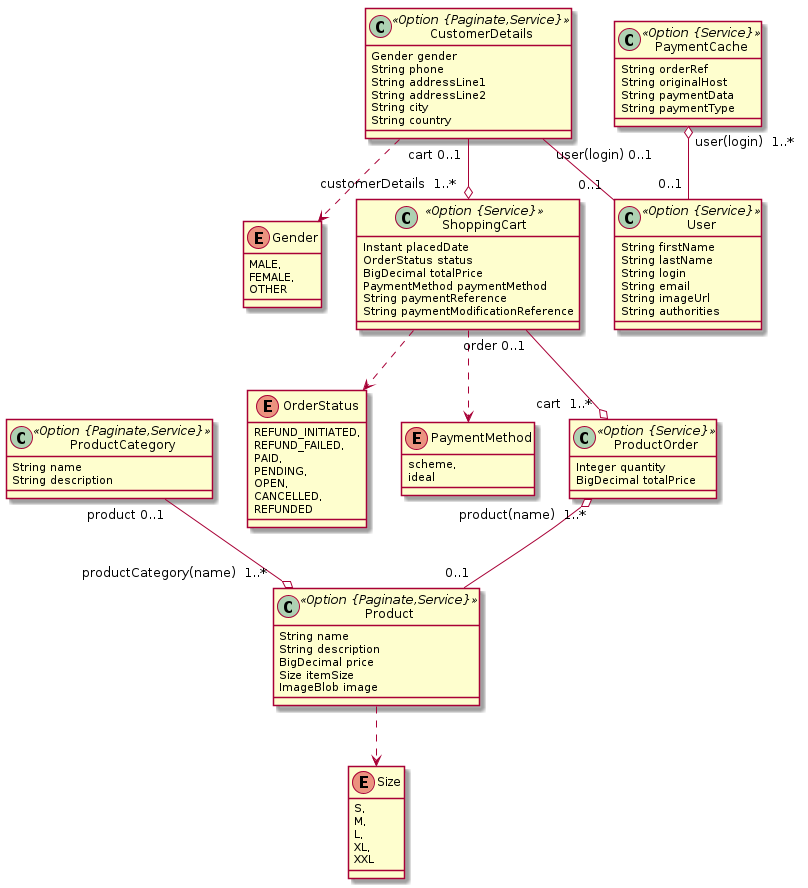 C «Option {Paginate,Service}»
CustomerDetails
Gender gender
String phone
String addressLine1
String addressLine2
String city
String country
C «Option {Service}»
PaymentCache
String orderRef
String originalHost
String paymentData
String paymentType
cart 0..1
user(login) 0..1
user(login) 1..*
customerDetails 1..*
0..1
0..1
E Gender
MALE,
FEMALE,
OTHER
C «Option {Service}»
ShoppingCart
Instant placedDate
OrderStatus status
BigDecimal totalPrice
PaymentMethod paymentMethod
String paymentReference
String paymentModificationReference
C «Option {Service}»
User
String firstName
String lastName
String login
String email
String imageUrl
String authorities
order 0..1
cart 1..*
C «Option {Paginate,Service}»
ProductCategory
String name
String description
E OrderStatus
REFUND_INITIATED,
REFUND_FAILED,
PAID,
PENDING,
OPEN,
CANCELLED,
REFUNDED
E PaymentMethod
scheme,
ideal
C «Option {Service}»
ProductOrder
Integer quantity
BigDecimal totalPrice
product 0..1
product(name) 1..*
productCategory(name) 1..*
0..1
C «Option {Paginate,Service}»
Product
String name
String description
BigDecimal price
Size itemSize
ImageBlob image
E Size
S,
M,
L,
XL,
XXL